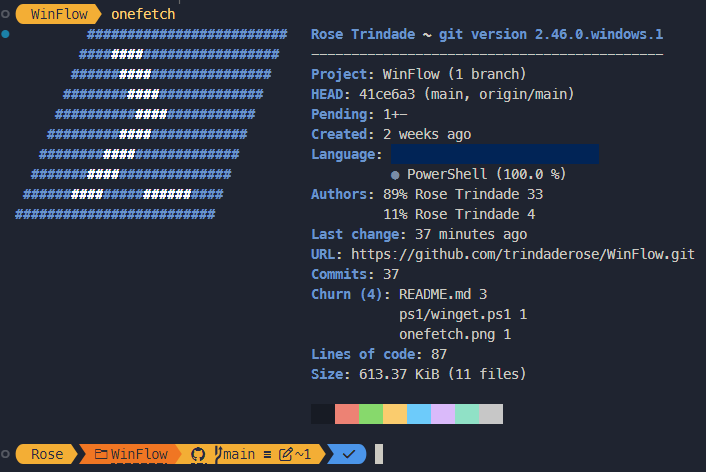 WinFlow onefetch
######################### Rose Trindade ~ git version 2.46.0.windows.1
######################### --------------------------------------------
######################### Project: WinFlow (1 branch)
######################### HEAD: 41ce6a3 (main, origin/main)
######################### Pending: 1+-
######################### Created: 2 weeks ago
######################### Language:
######################### ● PowerShell (100.0 %)
######################### Authors: 89% Rose Trindade 33
######################### 11% Rose Trindade 4
Last change: 37 minutes ago
URL: https://github.com/trindaderose/WinFlow.git
Commits: 37
Churn (4): README.md 3
ps1/winget.ps1 1
onefetch.png 1
Lines of code: 87
Size: 613.37 KiB (11 files)
Rose WinFlow main ≡ ~1